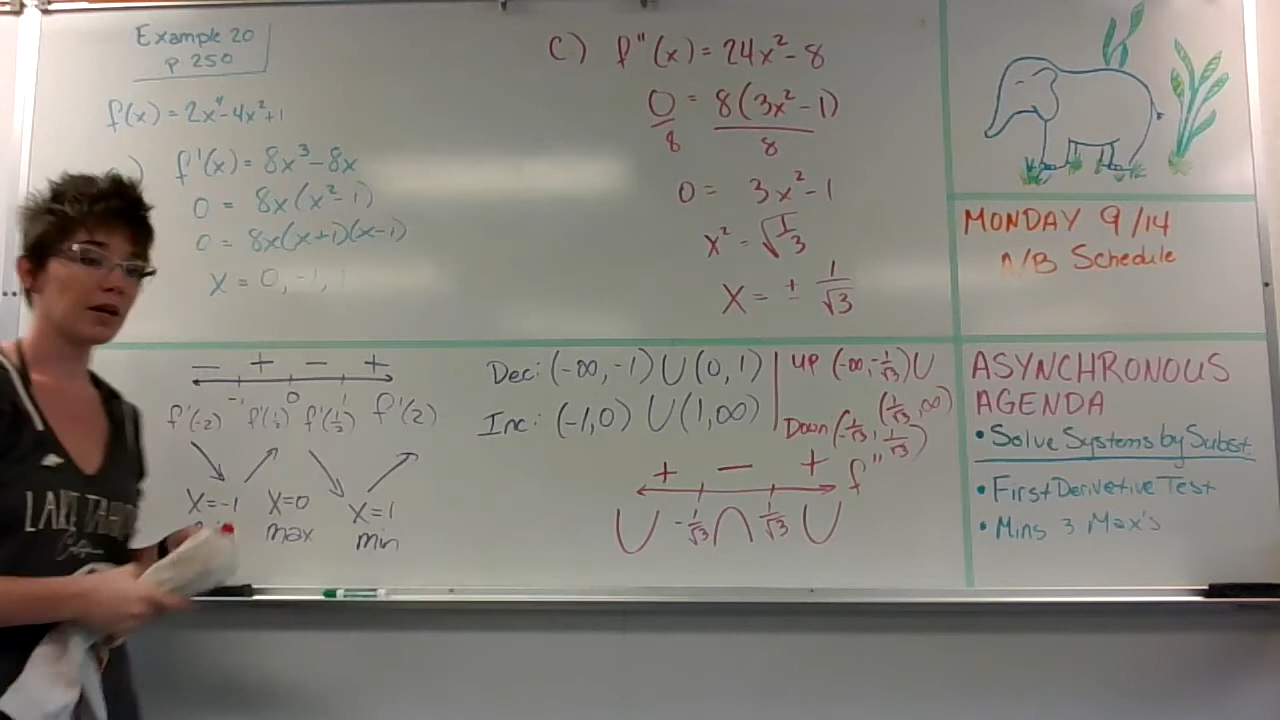 Example 20
p 250
f(x) = 2x⁴-4x²+1
) f'(x) = 8x³-8x
0 = 8x(x²-1)
0 = 8x(x+1)(x-1)
X = 0, -1, 1
− + − +
-1 0 1
f'(-2) f'(½) f'(½) f'(2)
X=-1 X=0 X=1
max min
C) f"(x) = 24x²-8
0/8 = 8(3x²-1)/8
0 = 3x²-1
x² = √1/3
X = ± 1/√3
Dec: (-∞, -1) U (0, 1)
Inc: (-1, 0) U (1, ∞)
UP (-∞, -1/√3) U
(1/√3, ∞)
Down (-1/√3, 1/√3)
+ − + f"
-1/√3 1/√3
MONDAY 9/14
A/B Schedule
ASYNCHRONOUS
AGENDA
• Solve Systems by Subst.
• First Derivetive Test
• Mins & Max's
LAKE TAHO